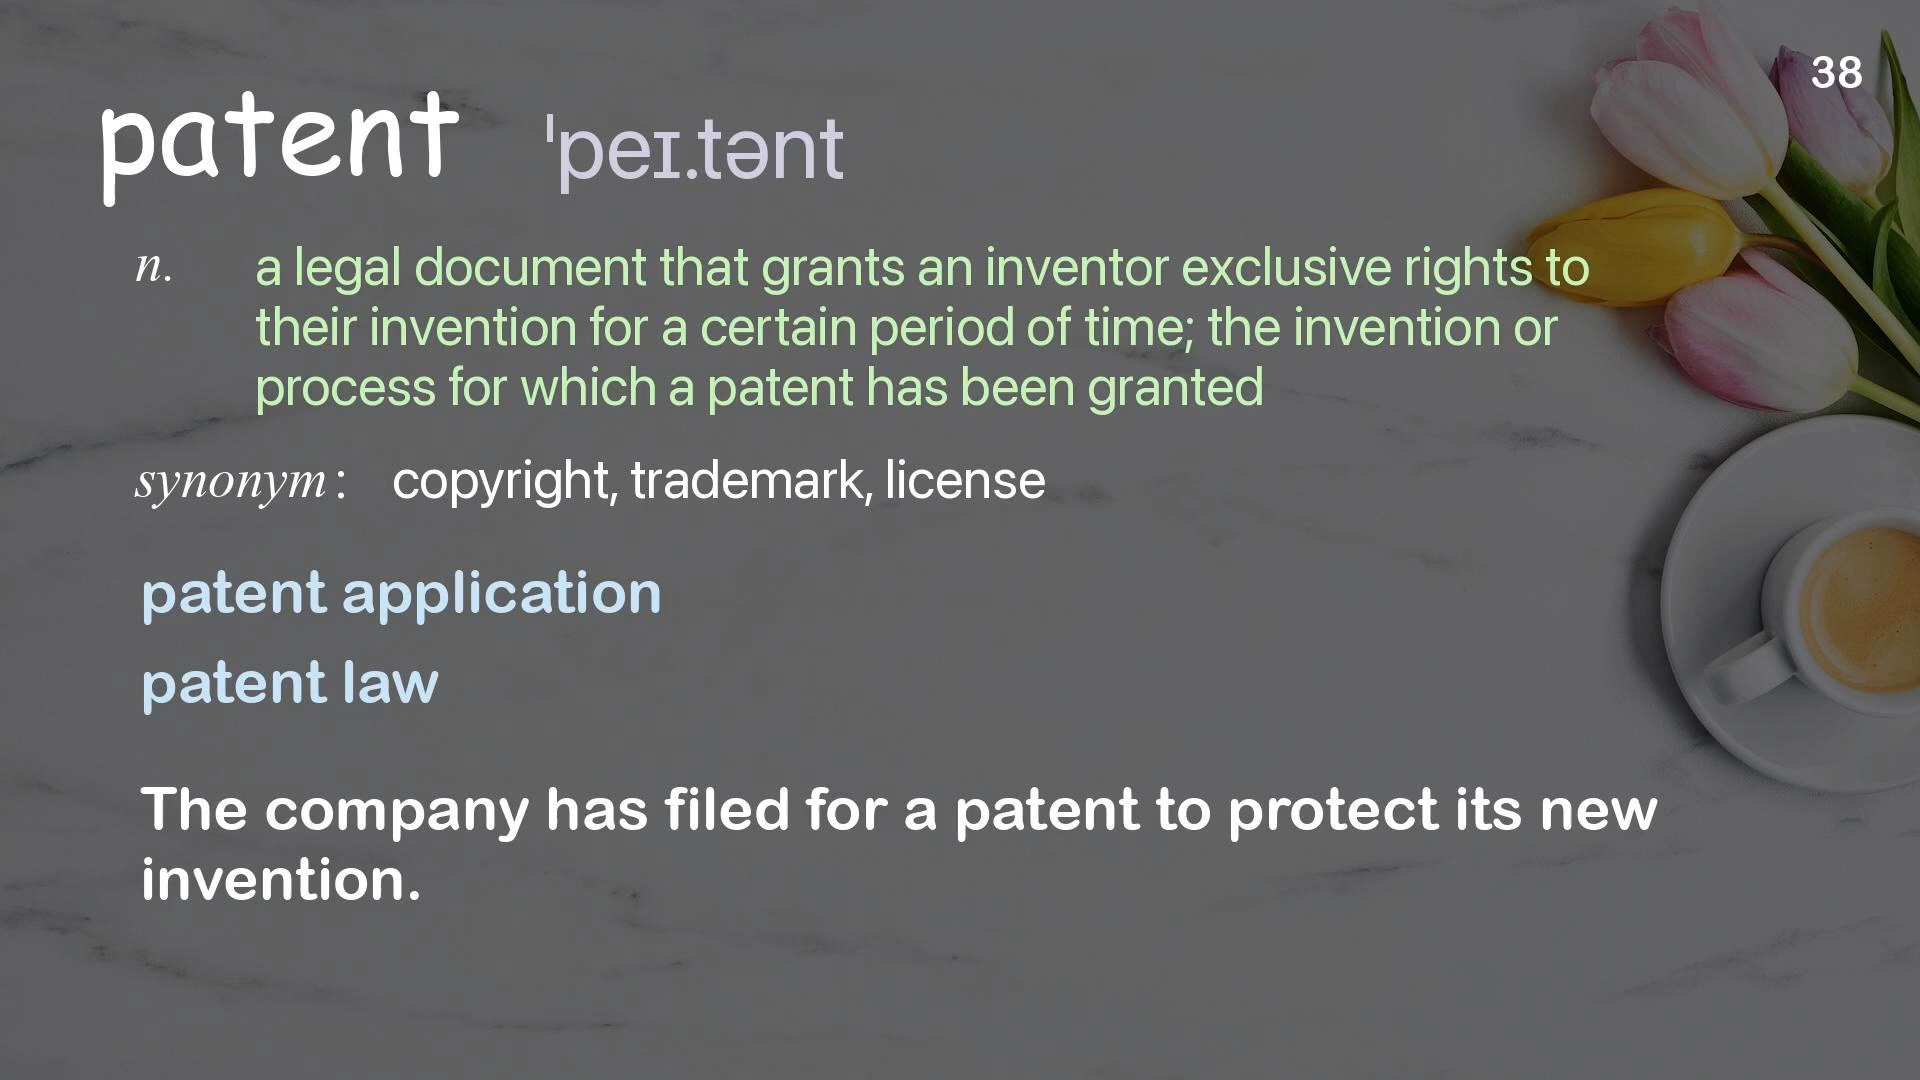 38
patent ˈpeɪ.tənt
n. a legal document that grants an inventor exclusive rights to
their invention for a certain period of time; the invention or
process for which a patent has been granted
synonym : copyright, trademark, license
patent application
patent law
The company has filed for a patent to protect its new
invention.